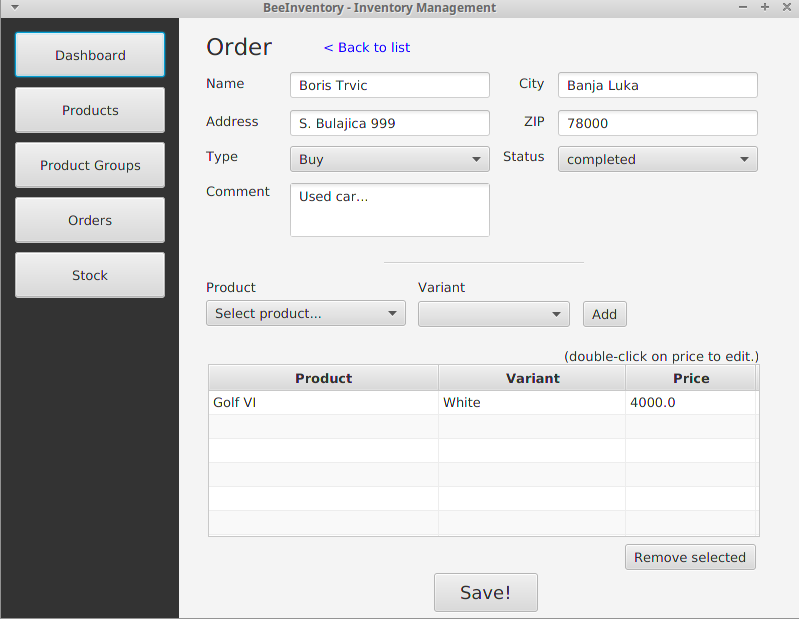 BeeInventory - Inventory Management
Dashboard
Products
Product Groups
Orders
Stock
Order
< Back to list
Name
Boris Trvic
City
Banja Luka
Address
S. Bulajica 999
ZIP
78000
Type
Buy
Status
completed
Comment
Used car...
Product
Variant
Select product...
Add
(double-click on price to edit.)
Product Variant Price
Golf VI White 4000.0
Remove selected
Save!